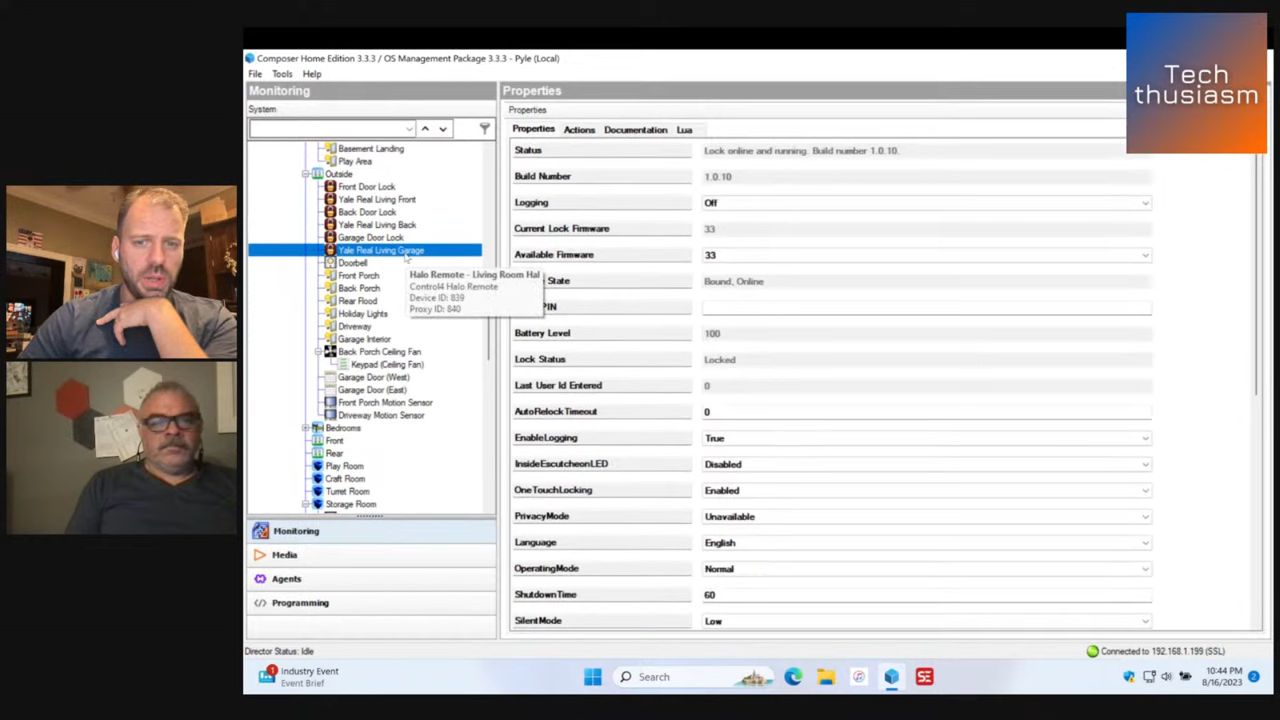 Tech
thusiasm
Composer Home Edition 3.3.3 / OS Management Package 3.3.3 - Pyle (Local)
File Tools Help
Monitoring
System
Basement Landing
Play Area
Outside
Front Door Lock
Yale Real Living Front
Back Door Lock
Yale Real Living Back
Garage Door Lock
Yale Real Living Garage
Doorbell
Front Porch
Back Porch
Rear Flood
Holiday Lights
Driveway
Garage Interior
Back Porch Ceiling Fan
Keypad (Ceiling Fan)
Garage Door (West)
Garage Door (East)
Front Porch Motion Sensor
Driveway Motion Sensor
Bedrooms
Front
Rear
Play Room
Craft Room
Turret Room
Storage Room
Halo Remote - Living Room Hal
Control4 Halo Remote
Device ID: 839
Proxy ID: 840
Monitoring
Media
Agents
Programming
Properties
Properties
Properties Actions Documentation Lua
Status Lock online and running. Build number 1.0.10.
Build Number 1.0.10
Logging Off
Current Lock Firmware 33
Available Firmware 33
State Bound, Online
PIN
Battery Level 100
Lock Status Locked
Last User Id Entered 0
AutoRelockTimeout 0
EnableLogging True
InsideEscutcheonLED Disabled
OneTouchLocking Enabled
PrivacyMode Unavailable
Language English
OperatingMode Normal
ShutdownTime 60
SilentMode Low
Director Status: Idle
Connected to 192.168.1.199 (SSL)
1
Industry Event
Event Brief
Search
SE
10:44 PM
8/16/2023
2